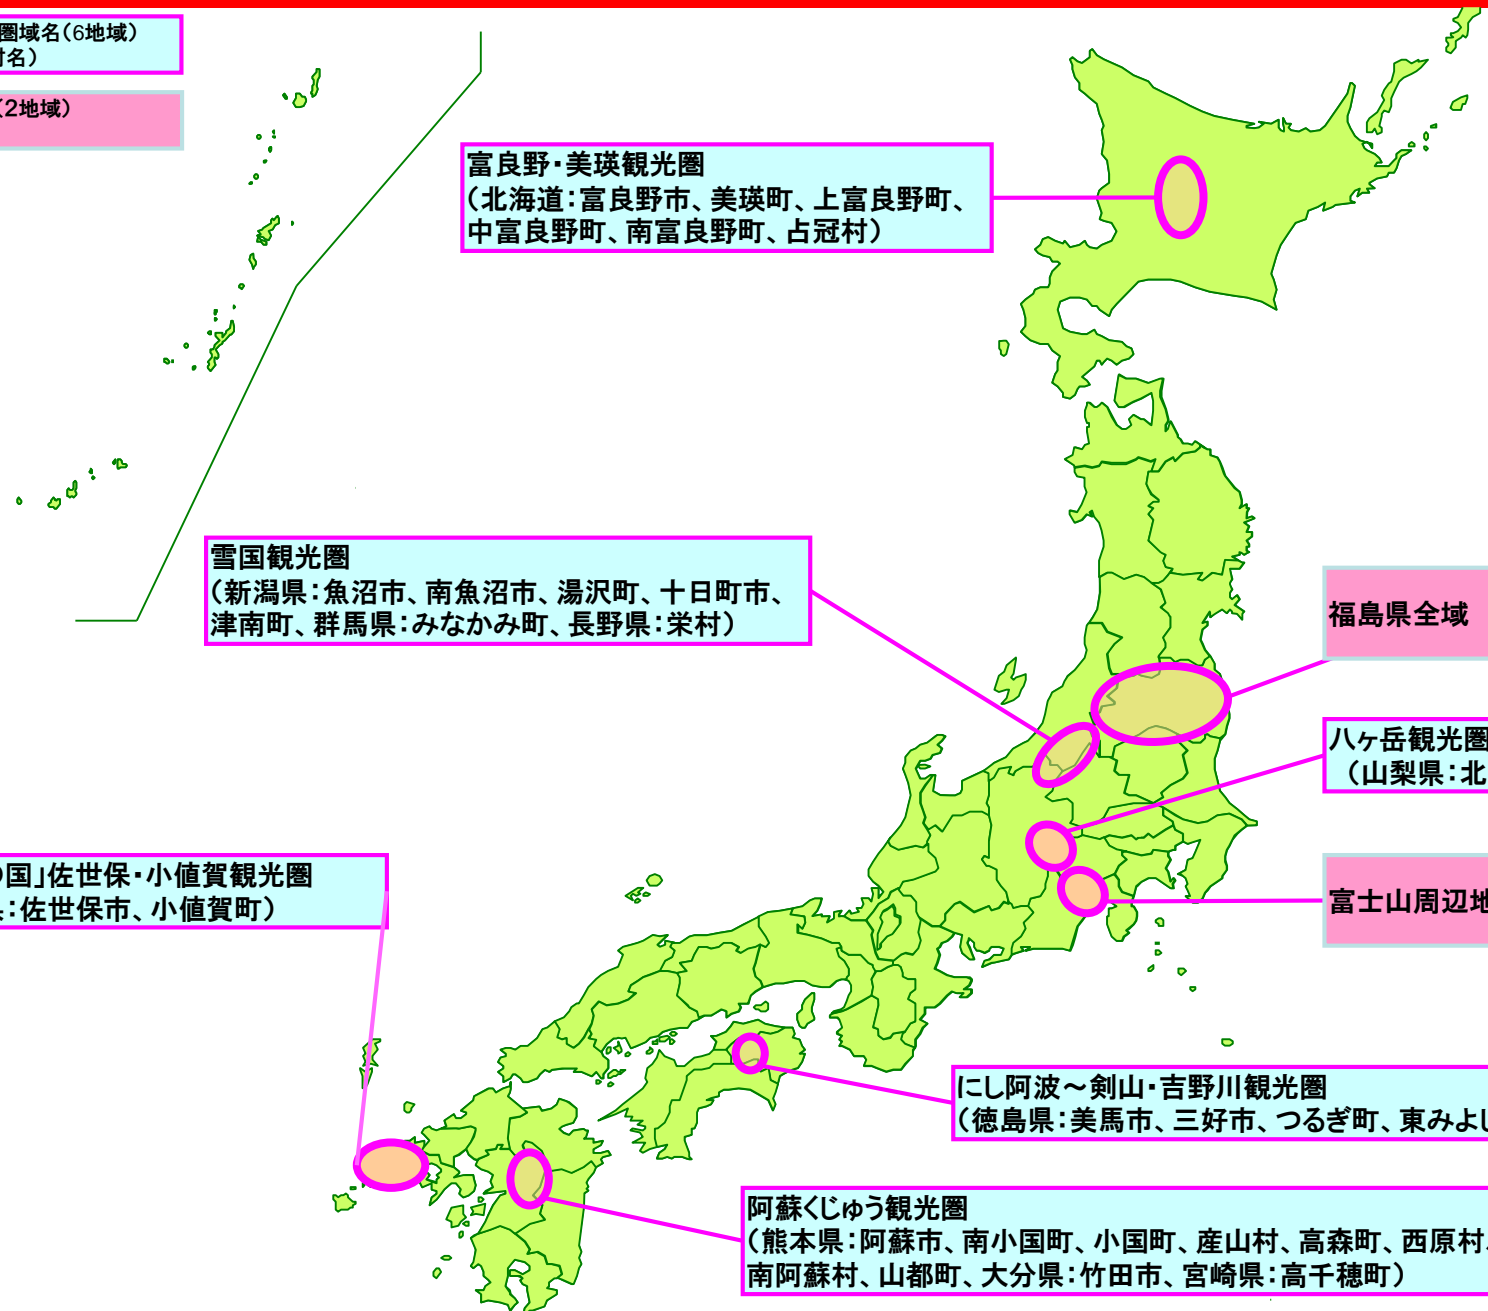 圏域名(6地域)
村名)
(2地域)
富良野・美瑛観光圏
(北海道:富良野市、美瑛町、上富良野町、
中富良野町、南富良野町、占冠村)
雪国観光圏
(新潟県:魚沼市、南魚沼市、湯沢町、十日町市、
津南町、群馬県:みなかみ町、長野県:栄村)
福島県全域
八ヶ岳観光圏
(山梨県:北
の国」佐世保・小値賀観光圏
:佐世保市、小値賀町)
富士山周辺地
にし阿波~剣山・吉野川観光圏
(徳島県:美馬市、三好市、つるぎ町、東みよし
阿蘇くじゅう観光圏
(熊本県:阿蘇市、南小国町、小国町、産山村、高森町、西原村、
南阿蘇村、山都町、大分県:竹田市、宮崎県:高千穂町)